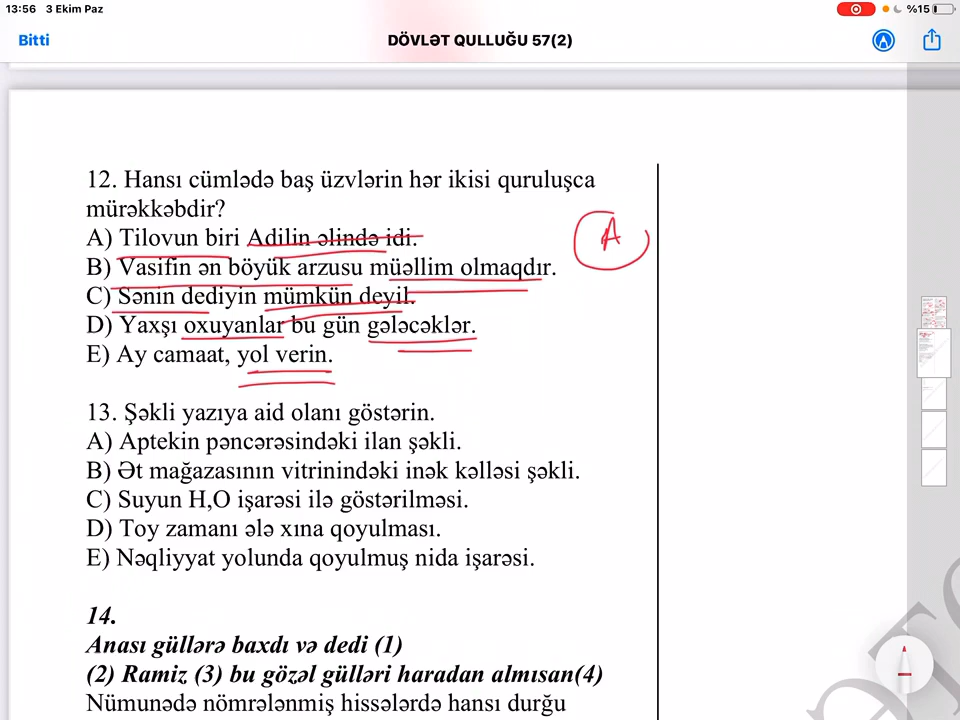 13:56 3 Ekim Paz
%15
Bitti
DÖVLƏT QULLUĞU 57(2)
12. Hansı cümlədə baş üzvlərin hər ikisi quruluşca
mürəkkəbdir?
A) Tilovun biri Adilin əlində idi.
B) Vasifin ən böyük arzusu müəllim olmaqdır.
C) Sənin dediyin mümkün deyil.
D) Yaxşı oxuyanlar bu gün gələcəklər.
E) Ay camaat, yol verin.
A
13. Şəkli yazıya aid olanı göstərin.
A) Aptekin pəncərəsindəki ilan şəkli.
B) Ət mağazasının vitrinindəki inək kəlləsi şəkli.
C) Suyun H,O işarəsi ilə göstərilməsi.
D) Toy zamanı ələ xına qoyulması.
E) Nəqliyyat yolunda qoyulmuş nida işarəsi.
14.
Anası güllərə baxdı və dedi (1)
(2) Ramiz (3) bu gözəl gülləri haradan almısan(4)
Nümunədə nömrələnmiş hissələrdə hansı durğu